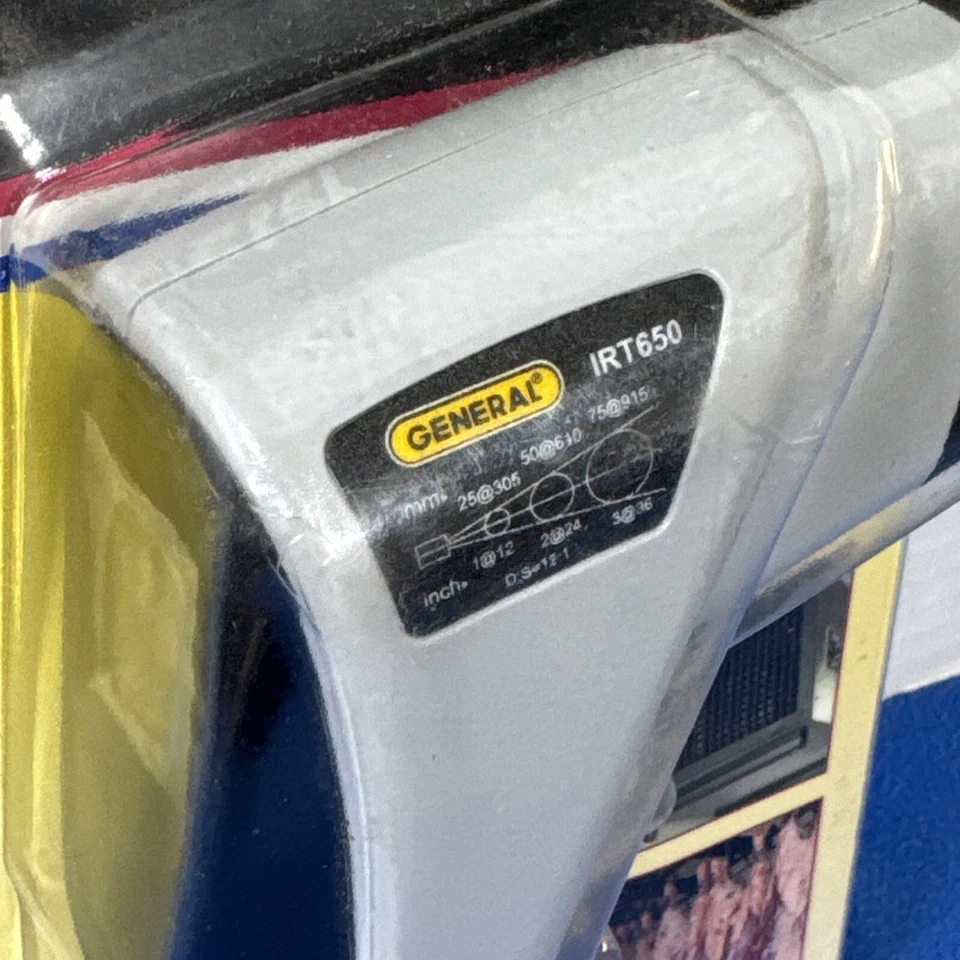 GENERAL®
IRT650
mm: 25@305 50@610 75@915
inch: 1@12 2@24 3@36
D:S=12:1